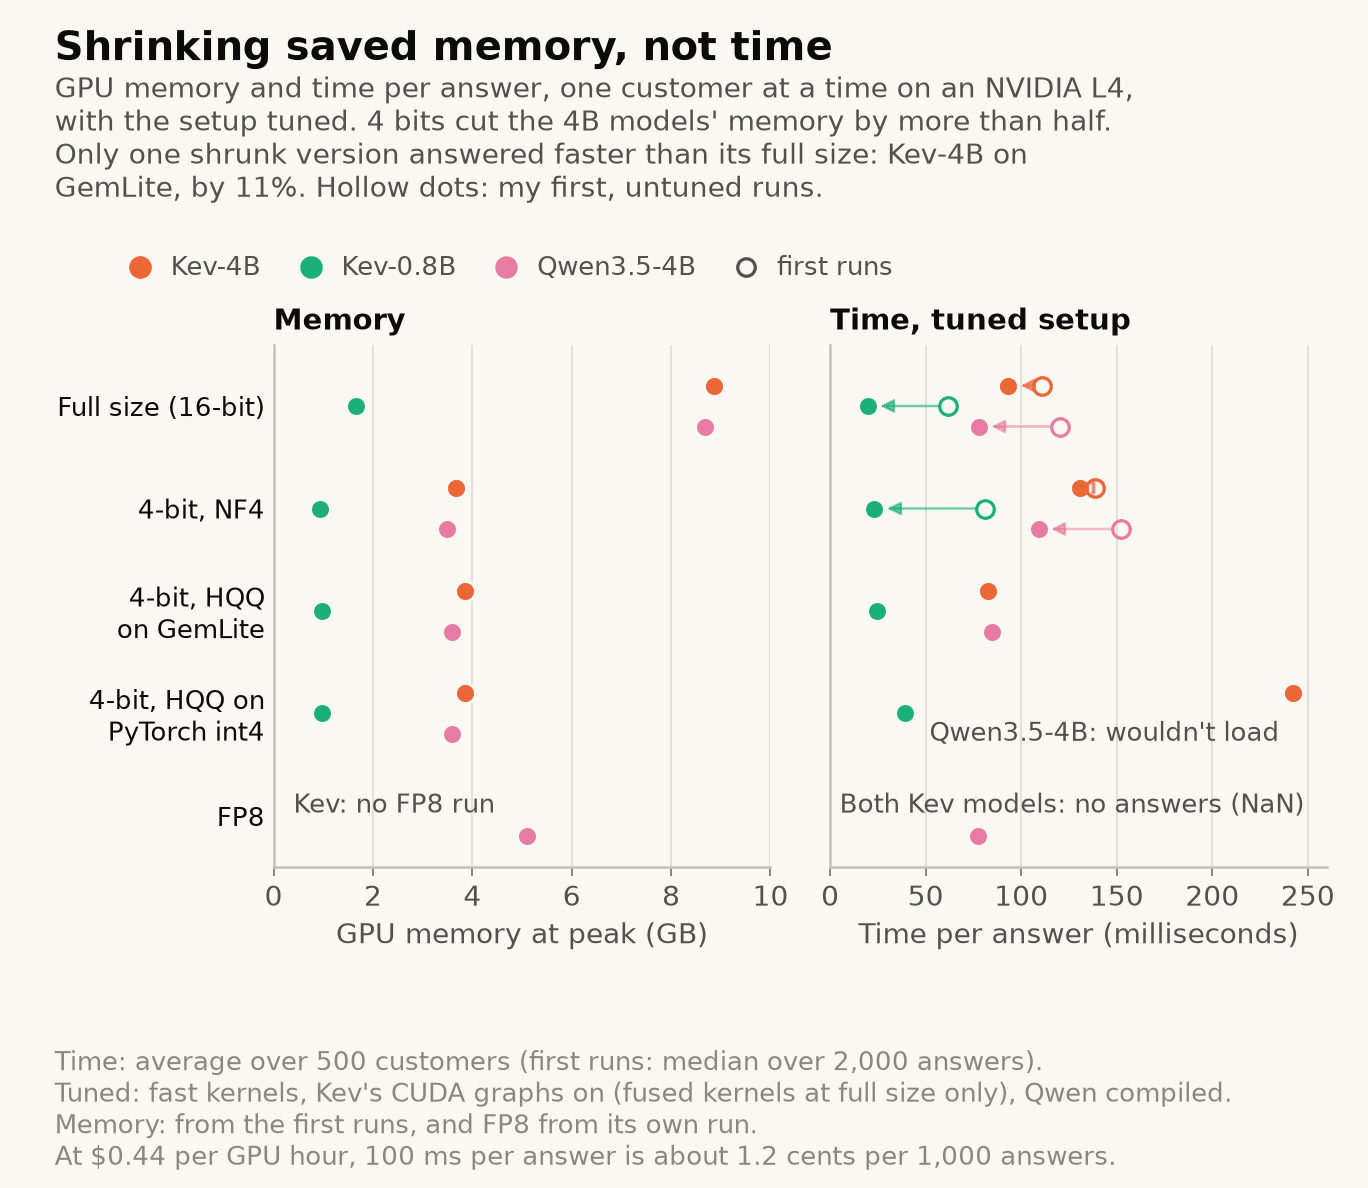 Shrinking saved memory, not time
GPU memory and time per answer, one customer at a time on an NVIDIA L4,
with the setup tuned. 4 bits cut the 4B models' memory by more than half.
Only one shrunk version answered faster than its full size: Kev-4B on
GemLite, by 11%. Hollow dots: my first, untuned runs.
Kev-4B Kev-0.8B Qwen3.5-4B first runs
Memory
Full size (16-bit)
4-bit, NF4
4-bit, HQQ
on GemLite
4-bit, HQQ on
PyTorch int4
FP8
Kev: no FP8 run
0 2 4 6 8 10
GPU memory at peak (GB)
Time, tuned setup
Qwen3.5-4B: wouldn't load
Both Kev models: no answers (NaN)
0 50 100 150 200 250
Time per answer (milliseconds)
Time: average over 500 customers (first runs: median over 2,000 answers).
Tuned: fast kernels, Kev's CUDA graphs on (fused kernels at full size only), Qwen compiled.
Memory: from the first runs, and FP8 from its own run.
At $0.44 per GPU hour, 100 ms per answer is about 1.2 cents per 1,000 answers.